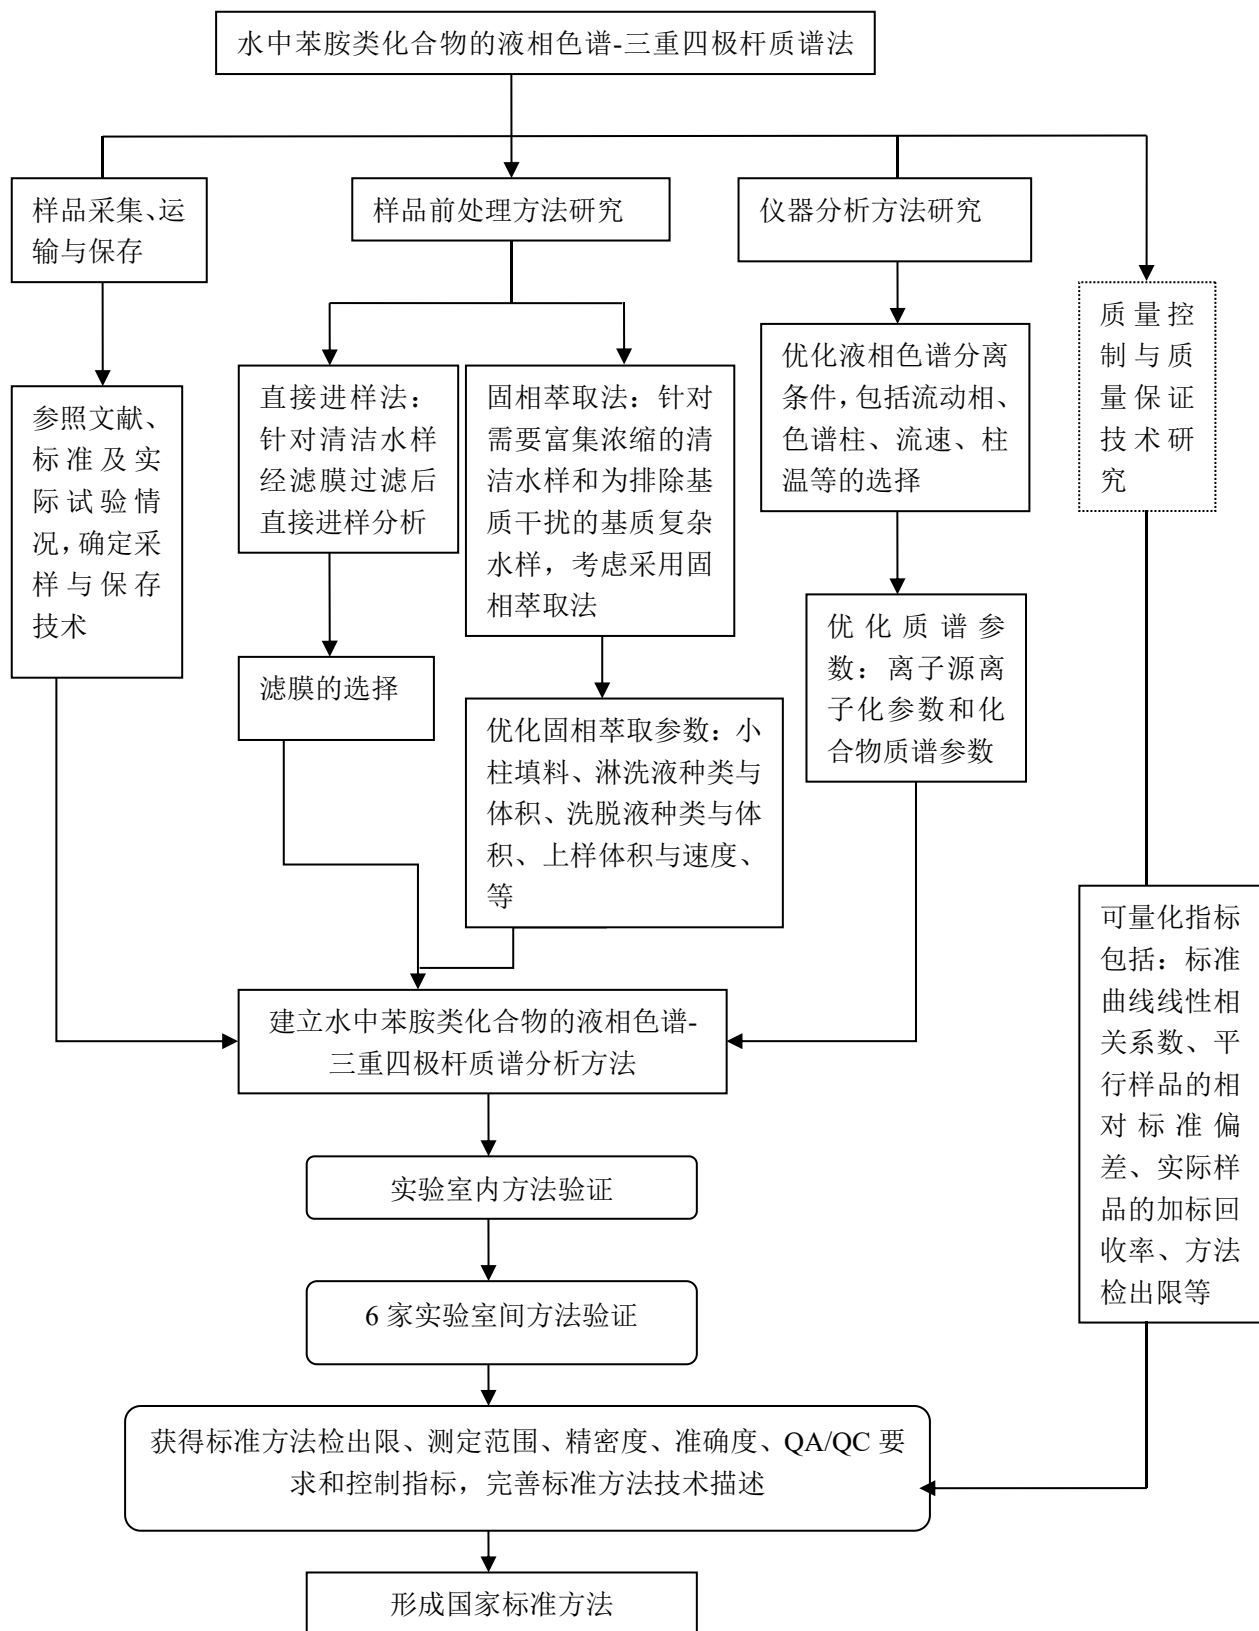 水中苯胺类化合物的液相色谱-三重四极杆质谱法
样品采集、运
输与保存
样品前处理方法研究
仪器分析方法研究
质量控
制与质
量保证
技术研
究
参照文献、
标准及实
际试验情
况，确定采
样与保存
技术
直接进样法：
针对清洁水样
经滤膜过滤后
直接进样分析
固相萃取法：针对
需要富集浓缩的清
洁水样和为排除基
质干扰的基质复杂
水样，考虑采用固
相萃取法
优化液相色谱分离
条件，包括流动相、
色谱柱、流速、柱
温等的选择
滤膜的选择
优化固相萃取参数：小
柱填料、淋洗液种类与
体积、洗脱液种类与体
积、上样体积与速度、
等
优化质谱参
数：离子源离
子化参数和化
合物质谱参数
可量化指标
包括：标准
曲线线性相
关系数、平
行样品的相
对标准偏
差、实际样
品的加标回
收率、方法
检出限等
建立水中苯胺类化合物的液相色谱-
三重四极杆质谱分析方法
实验室内方法验证
6 家实验室间方法验证
获得标准方法检出限、测定范围、精密度、准确度、QA/QC 要
求和控制指标，完善标准方法技术描述
形成国家标准方法